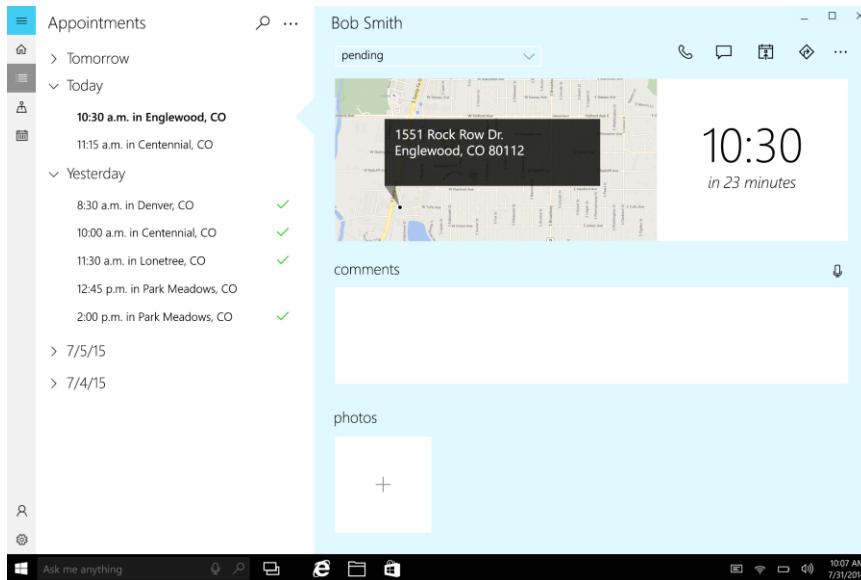 Appointments
Tomorrow
Today
10:30 a.m. in Englewood, CO
11:15 a.m. in Centennial, CO
Yesterday
8:30 a.m. in Denver, CO
10:00 a.m. in Centennial, CO
11:30 a.m. in Lonetree, CO
12:45 p.m. in Park Meadows, CO
2:00 p.m. in Park Meadows, CO
7/5/15
7/4/15
Bob Smith
pending
1551 Rock Row Dr.
Englewood, CO 80112
10:30
in 23 minutes
comments
photos
Ask me anything
10:07 AM